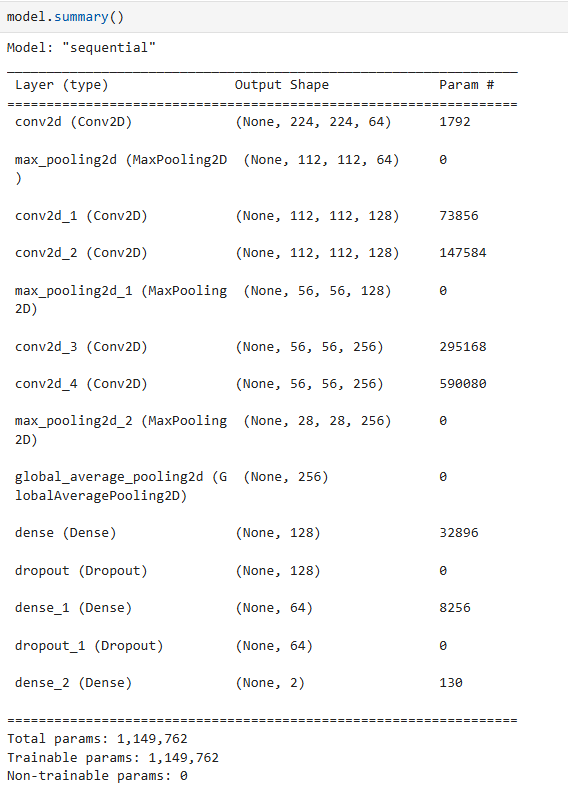 model.summary()
Model: "sequential"
_________________________________________________________________
Layer (type) Output Shape Param #
=================================================================
conv2d (Conv2D) (None, 224, 224, 64) 1792
max_pooling2d (MaxPooling2D (None, 112, 112, 64) 0
)
conv2d_1 (Conv2D) (None, 112, 112, 128) 73856
conv2d_2 (Conv2D) (None, 112, 112, 128) 147584
max_pooling2d_1 (MaxPooling (None, 56, 56, 128) 0
2D)
conv2d_3 (Conv2D) (None, 56, 56, 256) 295168
conv2d_4 (Conv2D) (None, 56, 56, 256) 590080
max_pooling2d_2 (MaxPooling (None, 28, 28, 256) 0
2D)
global_average_pooling2d (G (None, 256) 0
lobalAveragePooling2D)
dense (Dense) (None, 128) 32896
dropout (Dropout) (None, 128) 0
dense_1 (Dense) (None, 64) 8256
dropout_1 (Dropout) (None, 64) 0
dense_2 (Dense) (None, 2) 130
=================================================================
Total params: 1,149,762
Trainable params: 1,149,762
Non-trainable params: 0